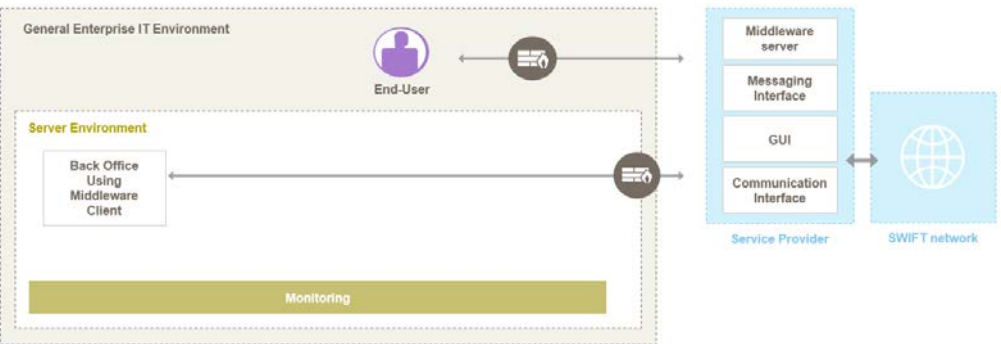 General Enterprise IT Environment
End-User
Server Environment
Back Office
Using
Middleware
Client
Monitoring
Middleware
server
Messaging
Interface
GUI
Communication
Interface
Service Provider
SWIFT network